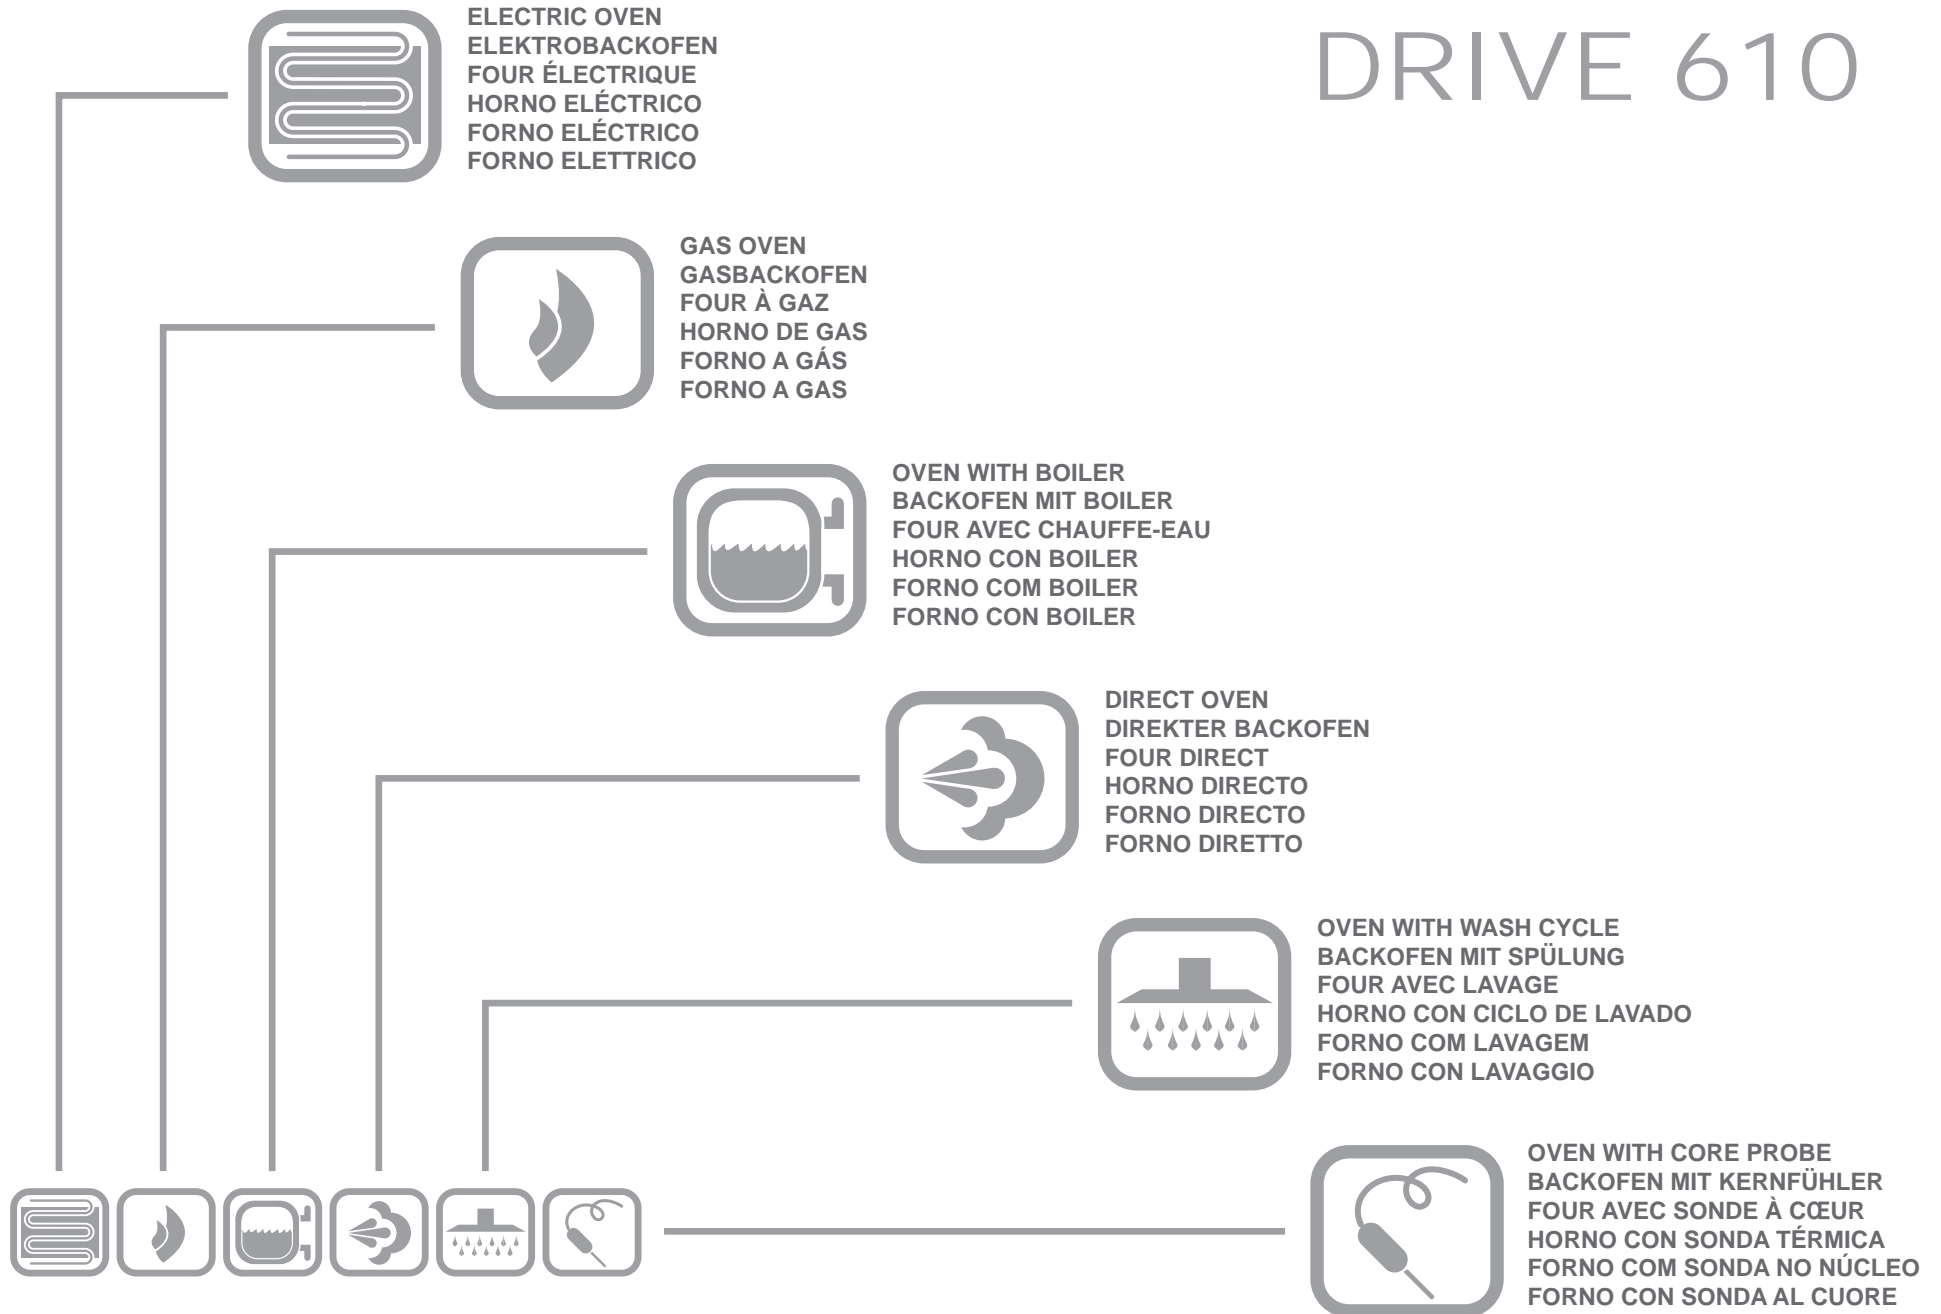 DRIVE 610
ELECTRIC OVEN
ELEKTROBACKOFEN
FOUR ÉLECTRIQUE
HORNO ELÉCTRICO
FORNO ELÉCTRICO
FORNO ELETTRICO
GAS OVEN
GASBACKOFEN
FOUR À GAZ
HORNO DE GAS
FORNO A GÁS
FORNO A GAS
OVEN WITH BOILER
BACKOFEN MIT BOILER
FOUR AVEC CHAUFFE-EAU
HORNO CON BOILER
FORNO COM BOILER
FORNO CON BOILER
DIRECT OVEN
DIREKTER BACKOFEN
FOUR DIRECT
HORNO DIRECTO
FORNO DIRECTO
FORNO DIRETTO
OVEN WITH WASH CYCLE
BACKOFEN MIT SPÜLUNG
FOUR AVEC LAVAGE
HORNO CON CICLO DE LAVADO
FORNO COM LAVAGEM
FORNO CON LAVAGGIO
OVEN WITH CORE PROBE
BACKOFEN MIT KERNFÜHLER
FOUR AVEC SONDE À CŒUR
HORNO CON SONDA TÉRMICA
FORNO COM SONDA NO NÚCLEO
FORNO CON SONDA AL CUORE